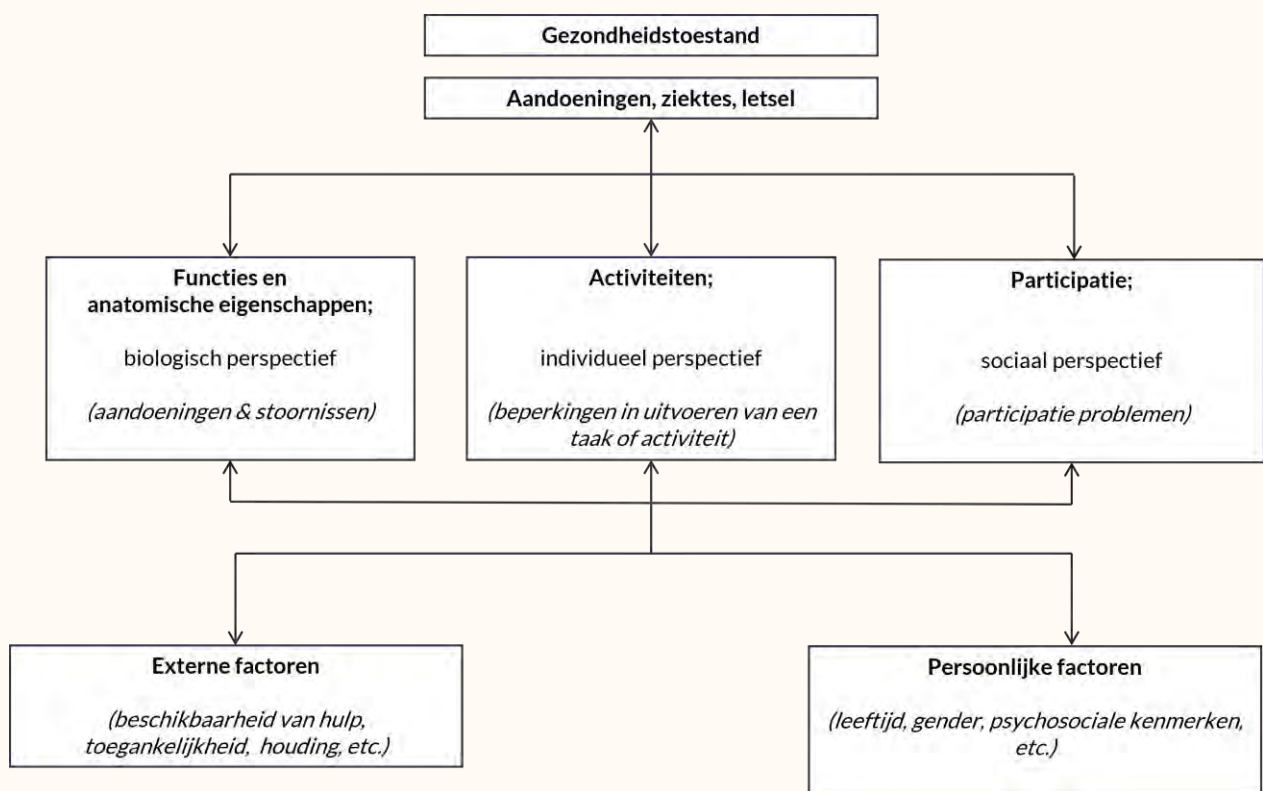 Gezondheidstoestand
Aandoeningen, ziektes, letsel
Functies en
anatomische eigenschappen;
biologisch perspectief
(aandoeningen & stoornissen)
Activiteiten;
individueel perspectief
(beperkingen in uitvoeren van een
taak of activiteit)
Participatie;
sociaal perspectief
(participatie problemen)
Externe factoren
(beschikbaarheid van hulp,
toegankelijkheid, houding, etc.)
Persoonlijke factoren
(leeftijd, gender, psychosociale kenmerken,
etc.)